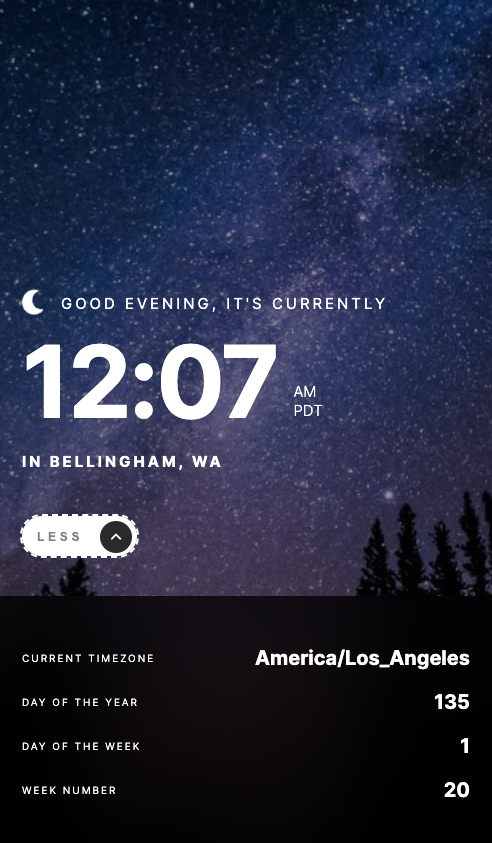 GOOD EVENING, IT'S CURRENTLY
12:07 AM PDT
IN BELLINGHAM, WA
LESS
CURRENT TIMEZONE America/Los_Angeles
DAY OF THE YEAR 135
DAY OF THE WEEK 1
WEEK NUMBER 20